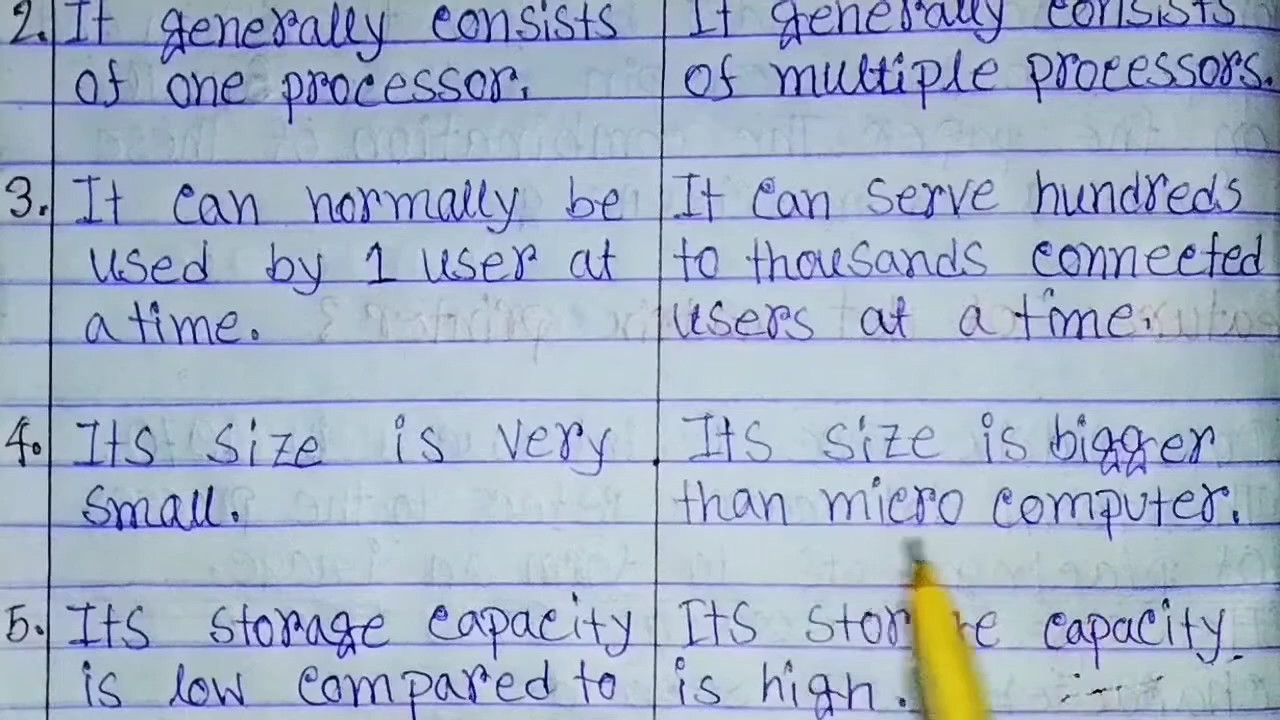 2. It generally consists
of one processor.
It generally consists
of multiple processors.
3. It can normally be
used by 1 user at
a time.
It can serve hundreds
to thousands connected
users at a time.
4. Its size is very
small.
Its size is bigger
than micro computer.
5. Its storage capacity
is low compared to
Its capacity
is high.